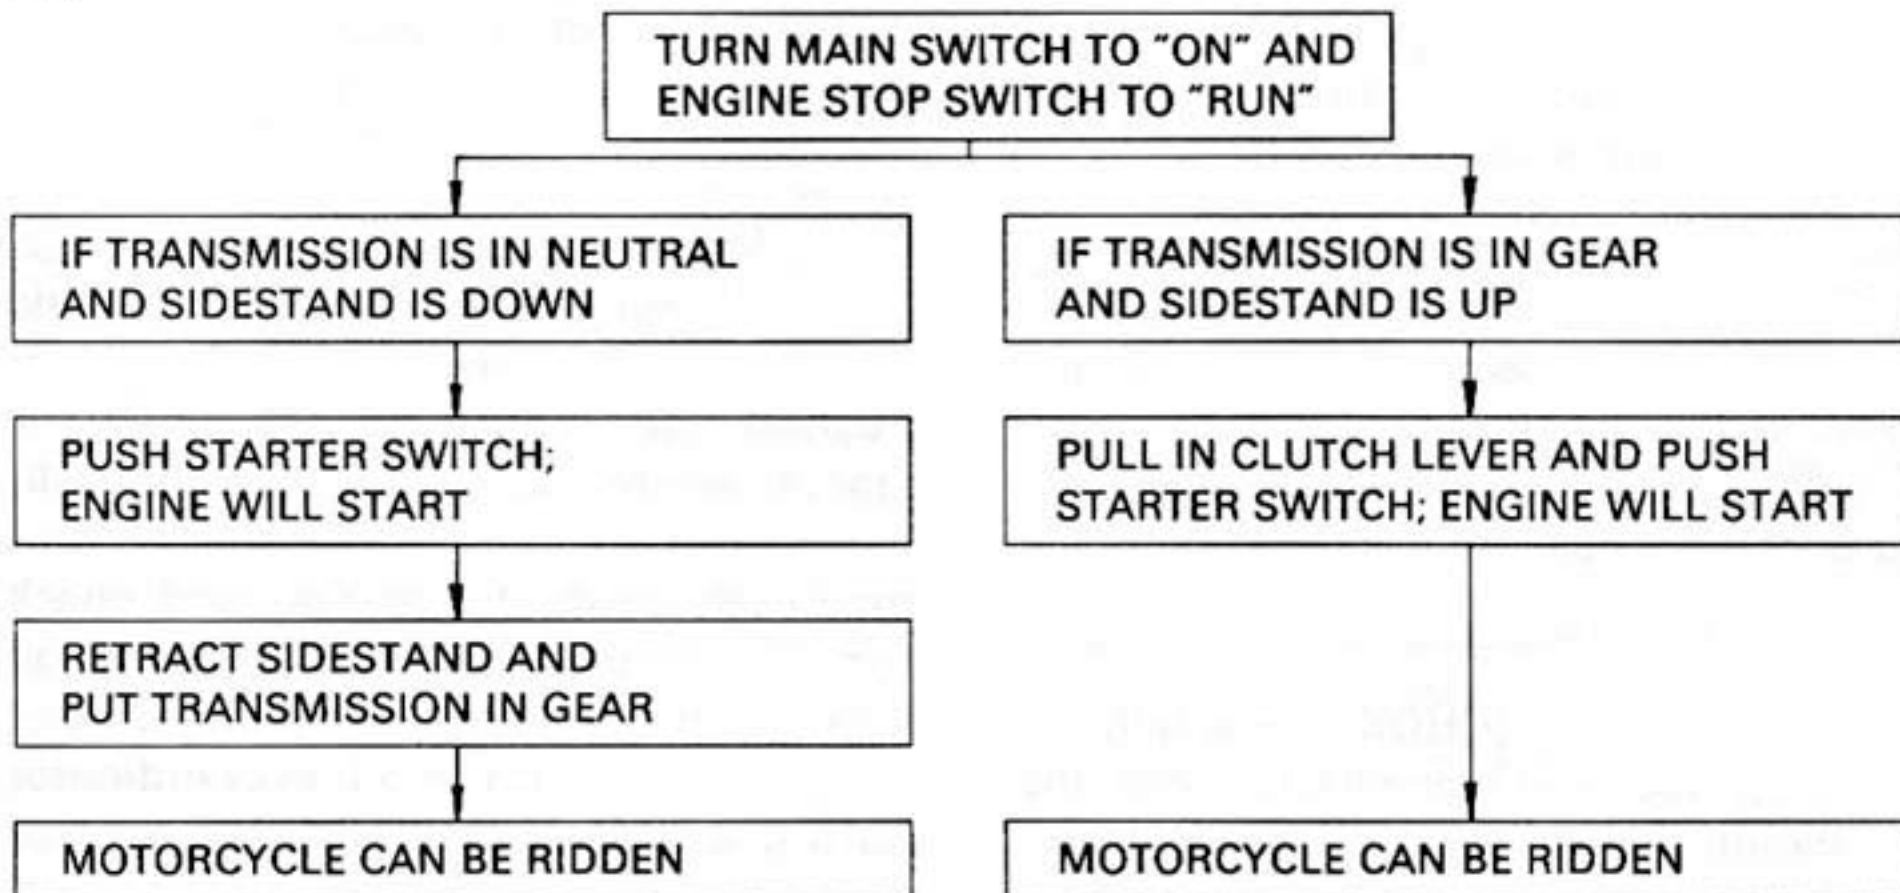 TURN MAIN SWITCH TO "ON" AND
ENGINE STOP SWITCH TO "RUN"
IF TRANSMISSION IS IN NEUTRAL
AND SIDESTAND IS DOWN
PUSH STARTER SWITCH;
ENGINE WILL START
RETRACT SIDESTAND AND
PUT TRANSMISSION IN GEAR
MOTORCYCLE CAN BE RIDDEN
IF TRANSMISSION IS IN GEAR
AND SIDESTAND IS UP
PULL IN CLUTCH LEVER AND PUSH
STARTER SWITCH; ENGINE WILL START
MOTORCYCLE CAN BE RIDDEN